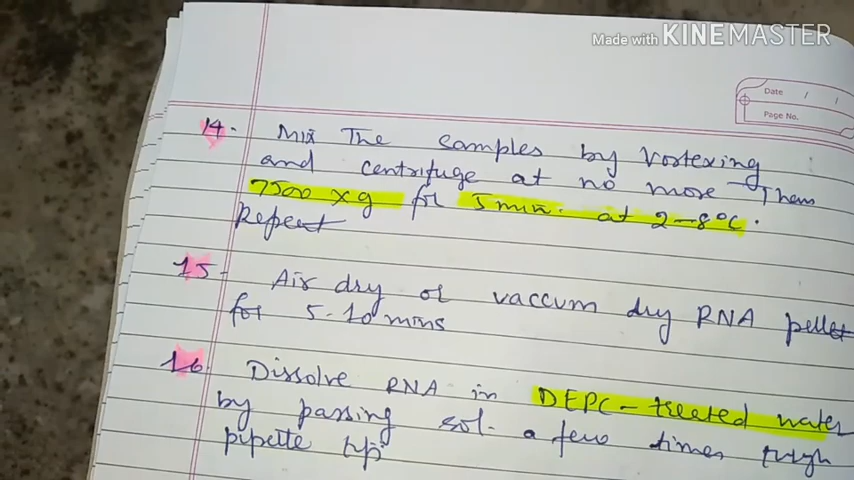 Made with KINEMASTER
Date / /
Page No.
14. Mix The samples by vortexing
and centrifuge at no more Them
7500 xg for 5 min. at 2-8°C.
Repeat
15. Air dry or vaccum dry RNA pellet
for 5-10 mins
16. Dissolve RNA in DEPC-treated water
by passing sol. a few times
pipette tip